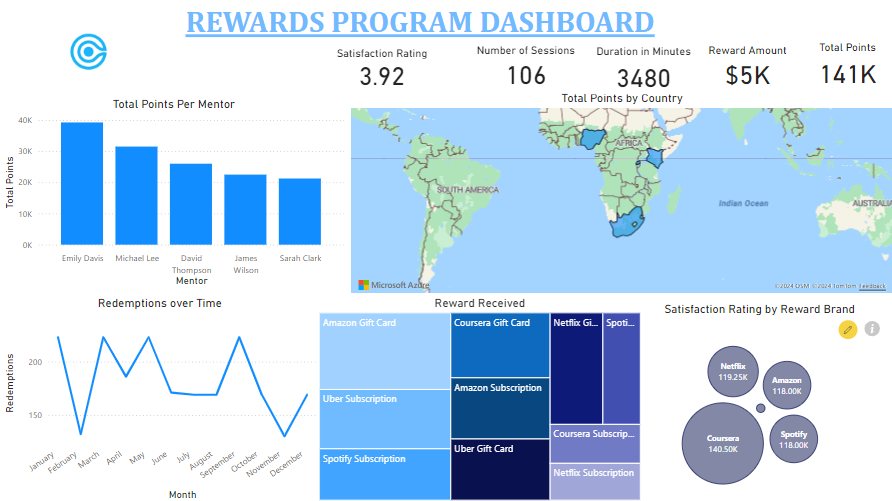 REWARDS PROGRAM DASHBOARD
Satisfaction Rating
3.92
Number of Sessions
106
Duration in Minutes
3480
Reward Amount
$5K
Total Points
141K
Total Points Per Mentor
Total Points
40K
30K
20K
10K
0K
Emily Davis
Michael Lee
David
Thompson
James
Wilson
Sarah Clark
Mentor
Total Points by Country
AFRICA
SOUTH AMERICA
Indian Ocean
AUSTRALIA
Microsoft Azure
©2024 OSM ©2024 TomTom Feedback
Redemptions over Time
Redemptions
200
150
January
February
March
April
May
June
July
August
September
October
November
December
Month
Reward Received
Amazon Gift Card
Uber Subscription
Spotify Subscription
Coursera Gift Card
Amazon Subscription
Uber Gift Card
Netflix Gi...
Spoti...
Coursera Subscrip...
Netflix Subscription
Satisfaction Rating by Reward Brand
Netflix
119.25K
Amazon
118.00K
Coursera
140.50K
Spotify
118.00K